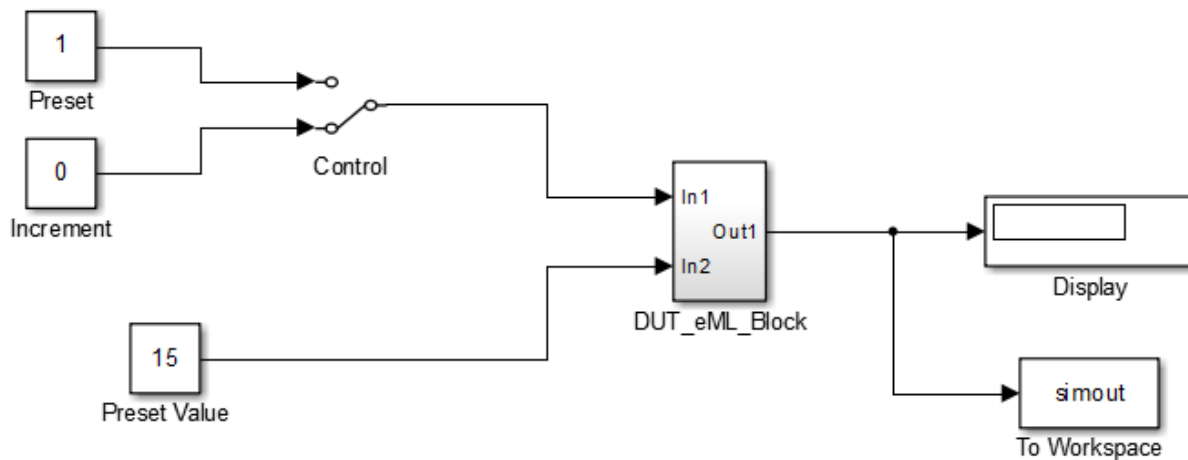 1
Preset
0
Increment
Control
15
Preset Value
In1
Out1
In2
DUT_eML_Block
Display
simout
To Workspace